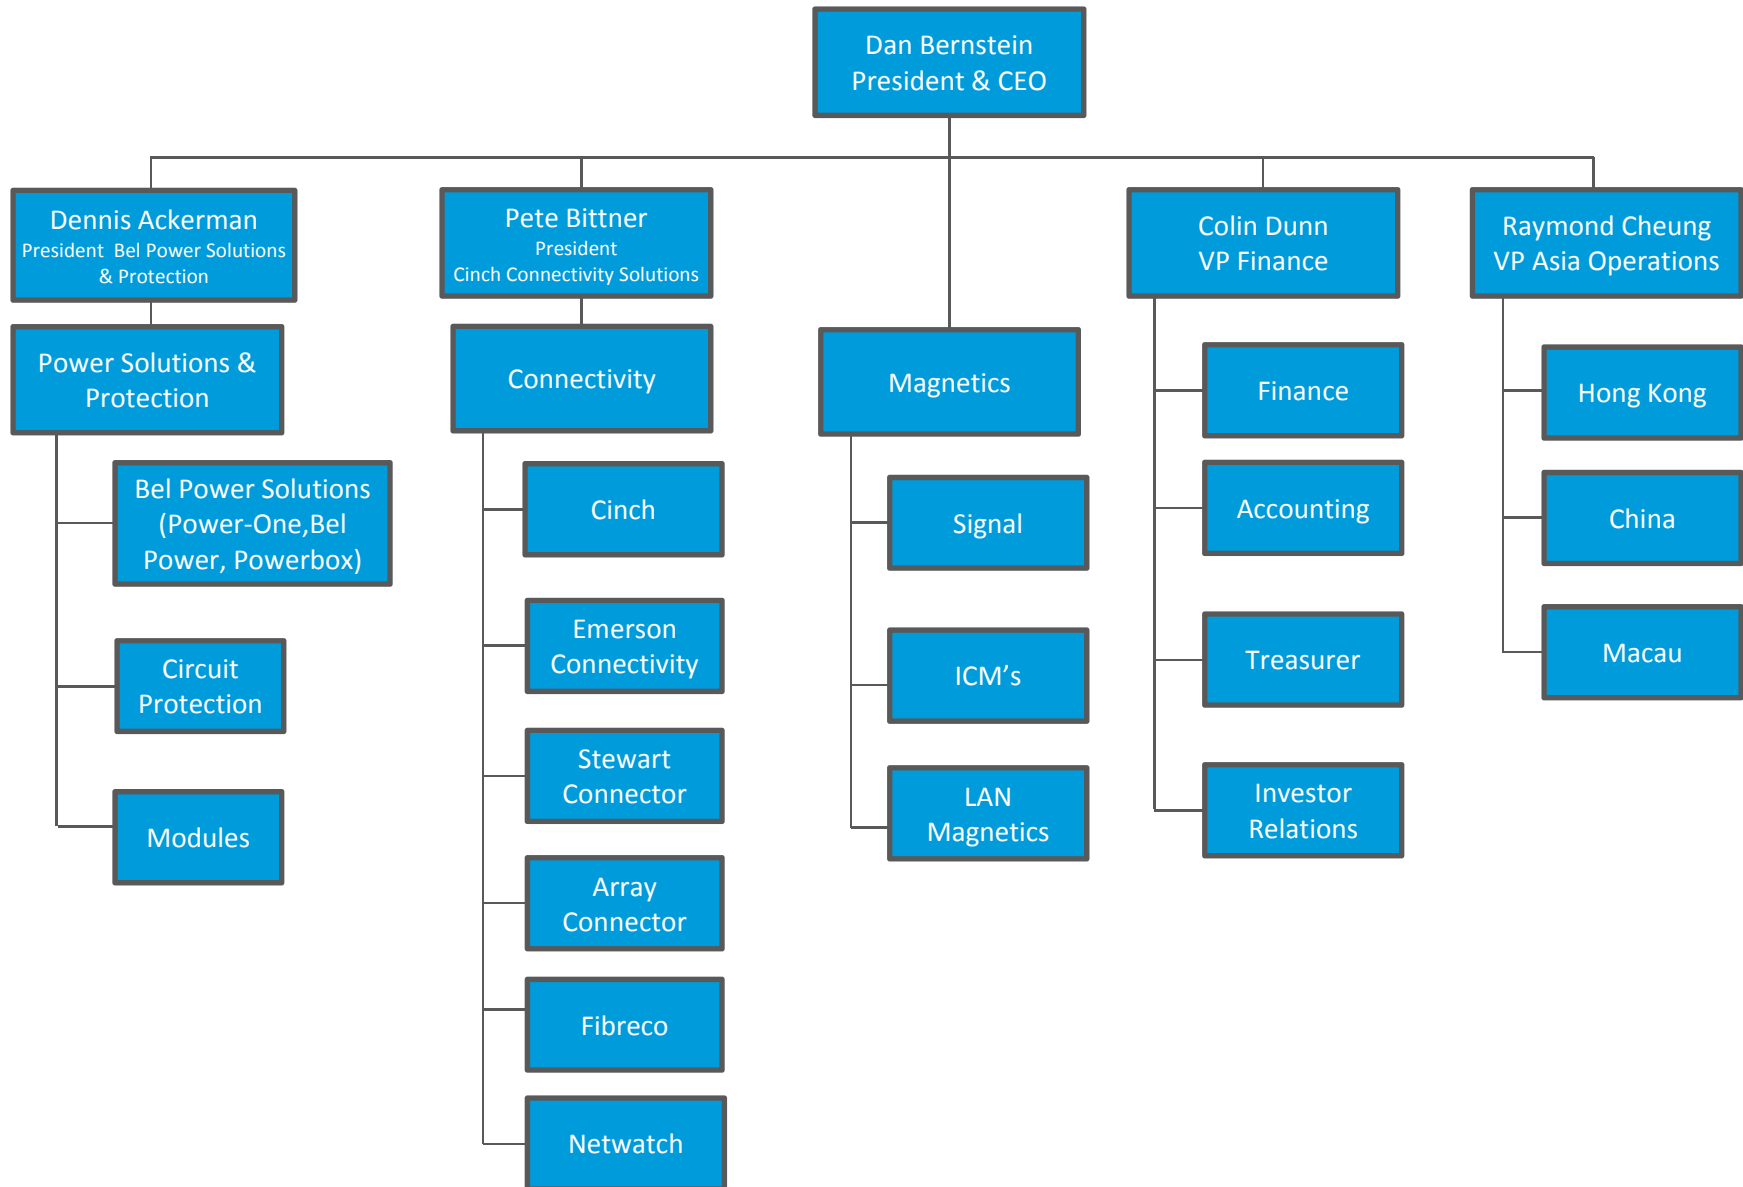 Dan Bernstein
President & CEO
Dennis Ackerman
President  Bel Power Solutions
& Protection
Pete Bittner
President
Cinch Connectivity Solutions
Colin Dunn
VP Finance
Raymond Cheung
VP Asia Operations
Power Solutions &
Protection
Connectivity
Magnetics
Finance
Hong Kong
Bel Power Solutions
(Power-One,Bel
Power, Powerbox)
Cinch
Signal
Accounting
China
Circuit
Protection
Emerson
Connectivity
ICM’s
Treasurer
Macau
Modules
Stewart
Connector
LAN
Magnetics
Investor
Relations
Array
Connector
Fibreco
Netwatch